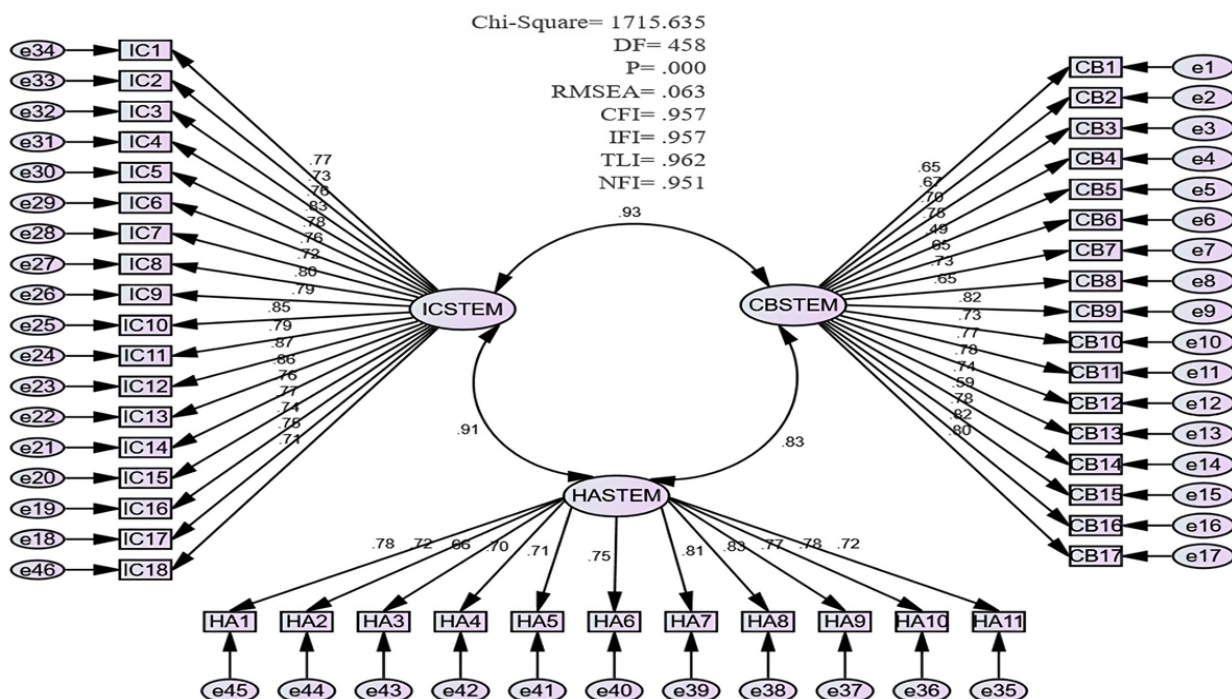 Chi-Square= 1715.635
DF= 458
P= .000
RMSEA= .063
CFI= .957
IFI= .957
TLI= .962
NFI= .951
e34 IC1
e33 IC2
e32 IC3
e31 IC4
e30 IC5
e29 IC6
e28 IC7
e27 IC8
e26 IC9
e25 IC10
e24 IC11
e23 IC12
e22 IC13
e21 IC14
e20 IC15
e19 IC16
e18 IC17
e46 IC18
.77
.73
.76
.83
.78
.76
.72
.80
.79
.85
.79
.87
.86
.76
.77
.74
.75
.71
ICSTEM
.93
CBSTEM
.91
.83
HASTEM
.65
.67
.70
.75
.49
.65
.73
.65
.82
.73
.77
.78
.74
.59
.78
.82
.80
CB1 e1
CB2 e2
CB3 e3
CB4 e4
CB5 e5
CB6 e6
CB7 e7
CB8 e8
CB9 e9
CB10 e10
CB11 e11
CB12 e12
CB13 e13
CB14 e14
CB15 e15
CB16 e16
CB17 e17
.78 .72 .66 .70 .71 .75 .81 .83 .77 .78 .72
HA1 HA2 HA3 HA4 HA5 HA6 HA7 HA8 HA9 HA10 HA11
e45 e44 e43 e42 e41 e40 e39 e38 e37 e36 e35